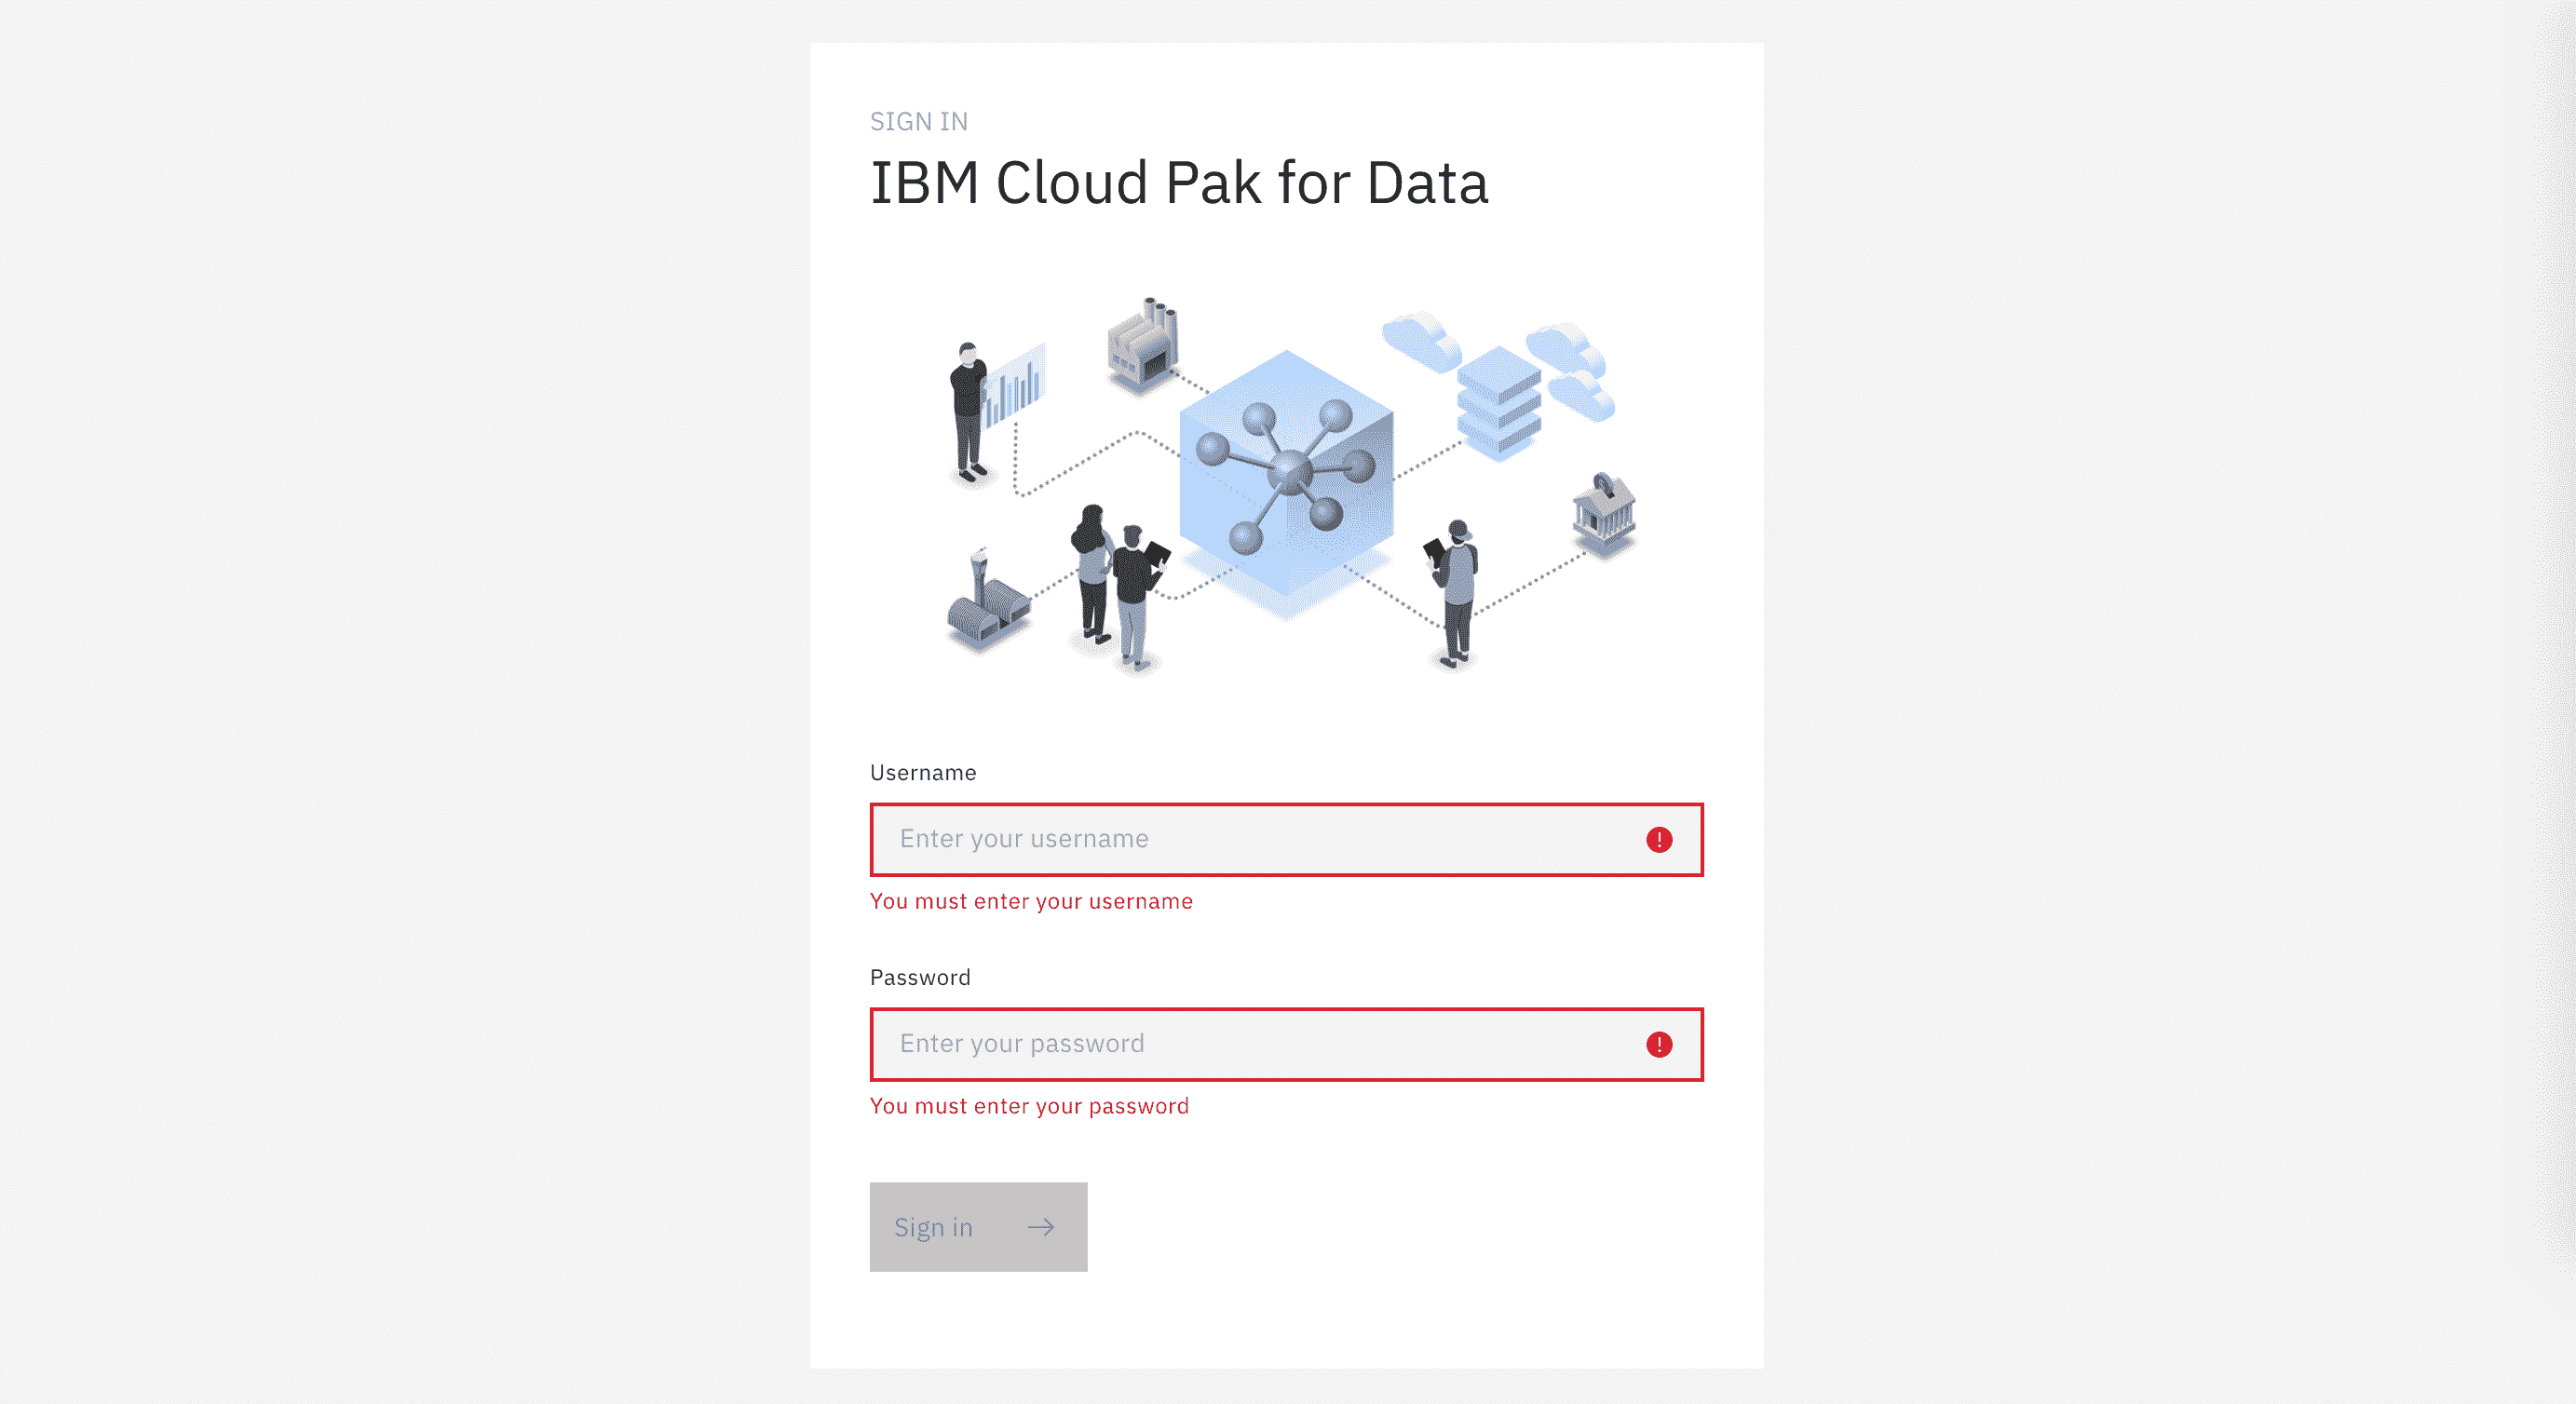 SIGN IN
IBM Cloud Pak for Data
Username
Enter your username
You must enter your username
Password
Enter your password
You must enter your password
Sign in